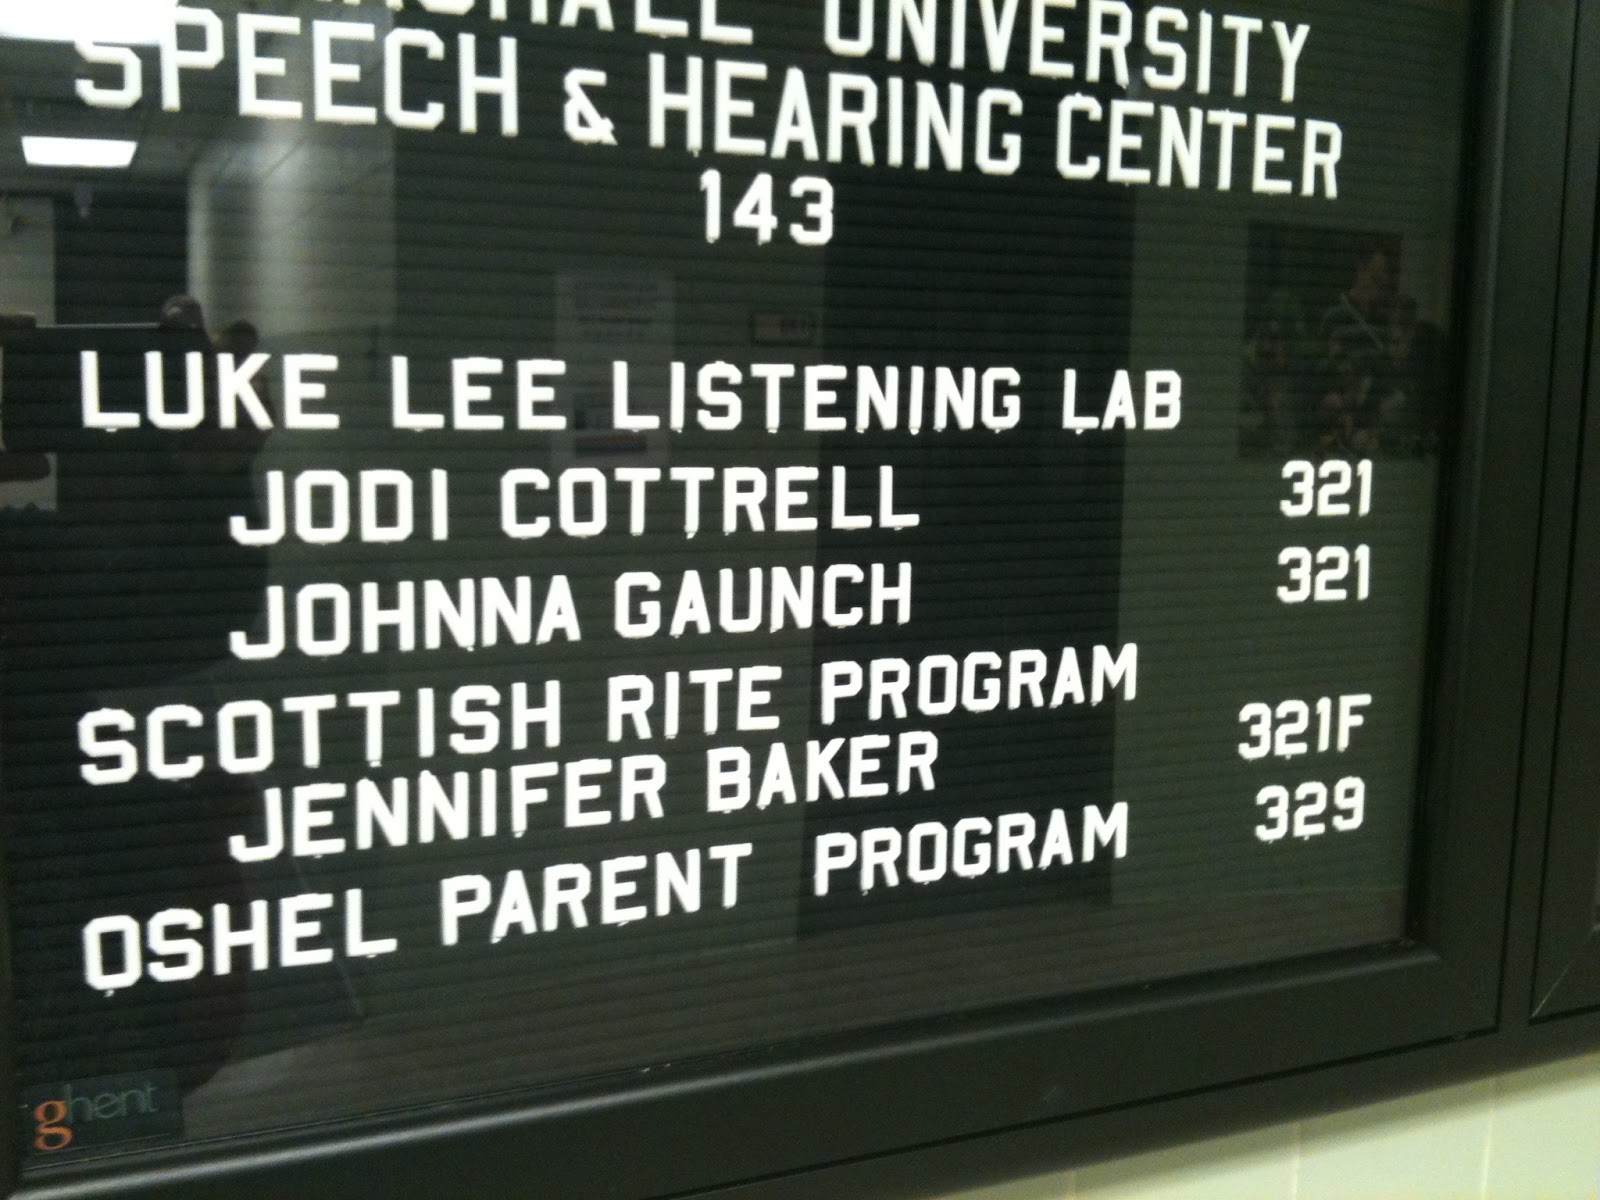 MARSHALL UNIVERSITY
SPEECH & HEARING CENTER
143
LUKE LEE LISTENING LAB
JODI COTTRELL 321
JOHNNA GAUNCH 321
SCOTTISH RITE PROGRAM
JENNIFER BAKER 321F
OSHEL PARENT PROGRAM 329
ghent